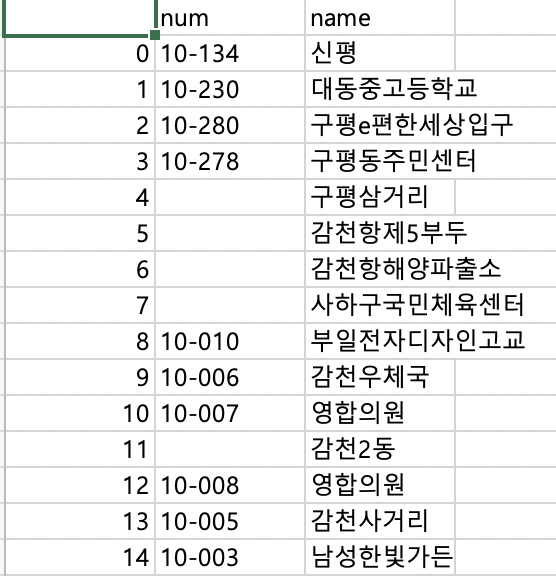 num name
0 10-134 신평
1 10-230 대동중고등학교
2 10-280 구평e편한세상입구
3 10-278 구평동주민센터
4 구평삼거리
5 감천항제5부두
6 감천항해양파출소
7 사하구국민체육센터
8 10-010 부일전자디자인고교
9 10-006 감천우체국
10 10-007 영합의원
11 감천2동
12 10-008 영합의원
13 10-005 감천사거리
14 10-003 남성한빛가든